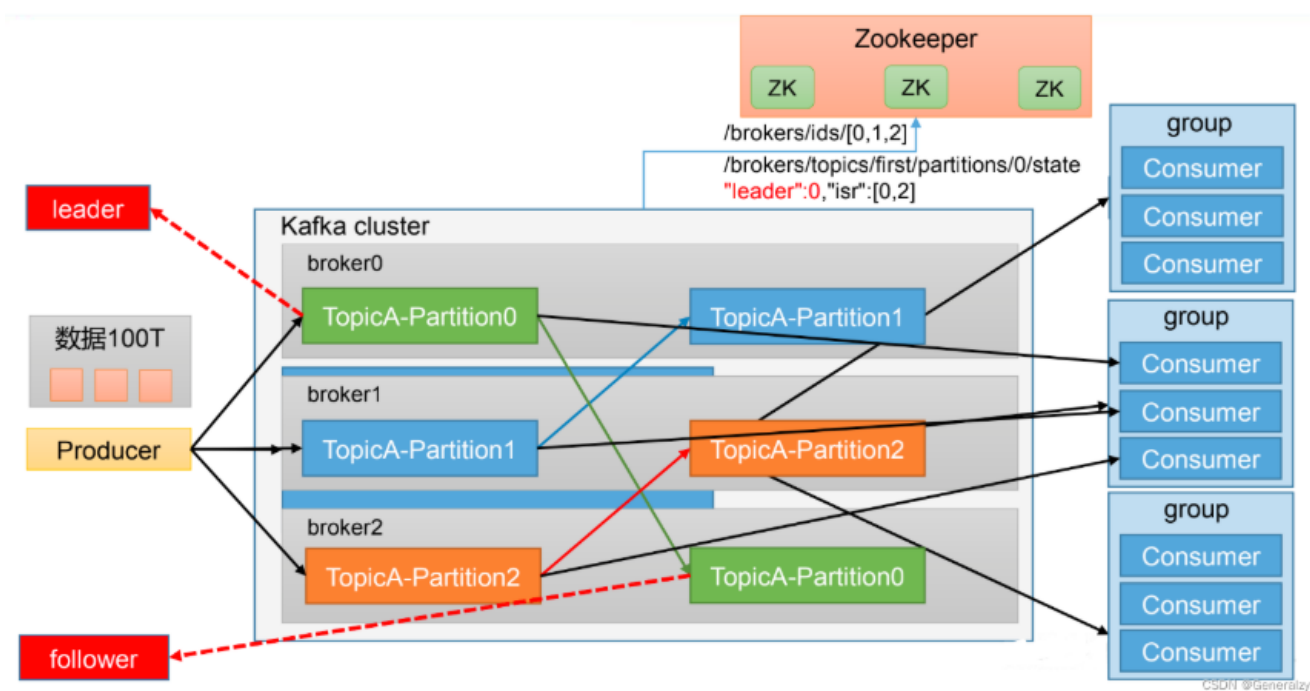 Zookeeper
ZK
ZK
ZK
/brokers/ids/[0,1,2]
/brokers/topics/first/partitions/0/state
"leader":0,"isr":[0,2]
leader
数据100T
Producer
follower
Kafka cluster
broker0
TopicA-Partition0
TopicA-Partition1
broker1
TopicA-Partition1
TopicA-Partition2
broker2
TopicA-Partition2
TopicA-Partition0
group
Consumer
Consumer
Consumer
group
Consumer
Consumer
Consumer
group
Consumer
Consumer
Consumer
CSDN @Generalzy